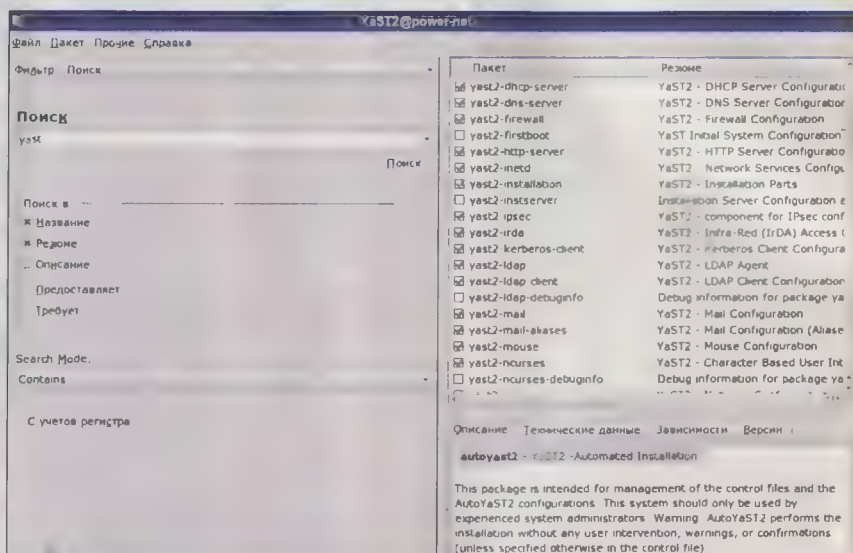 YaST2@power-net
Файл Пакет Прочие Справка
Фильтр Поиск
Поиск
yast
Поиск
Поиск в
Название
Резюме
Описание
Предоставляет
Требует
Search Mode:
Contains
С учетов регистра
Пакет Резюме
yast2-dhcp-server YaST2 - DHCP Server Configuratic
yast2-dns-server YaST2 - DNS Server Configuration
yast2-firewall YaST2 - Firewall Configuration
yast2-firstboot YaST Initial System Configuration
yast2-http-server YaST2 - HTTP Server Configuratio
yast2-inetd YaST2 Network Services Configu
yast2-installation YaST2 - Installation Parts
yast2-instserver Installation Server Configuration a
yast2 ipsec YaST2 - component for IPsec conf
yast2-irda YaST2 - Infra-Red (IrDA) Access (
yast2 kerberos-client YaST2 - Kerberos Client Configura
yast2-ldap YaST2 - LDAP Agent
yast2-ldap client YaST2 - LDAP Client Configuration
yast2-ldap-debuginfo Debug information for package ya
yast2-mail YaST2 - Mail Configuration
yast2-mail-aliases YaST2 - Mail Configuration (Aliase
yast2-mouse YaST2 - Mouse Configuration
yast2-ncurses YaST2 - Character Based User Int
yast2-ncurses-debuginfo Debug information for package ya
Описание Технические данные Зависимости Версии
autoyast2 - YaST2 -Automated Installation
This package is intended for management of the control files and the
AutoYaST2 configurations This system should only be used by
experienced system administrators Warning AutoYaST2 performs the
installation without any user intervention, warnings, or confirmations
(unless specified otherwise in the control file)